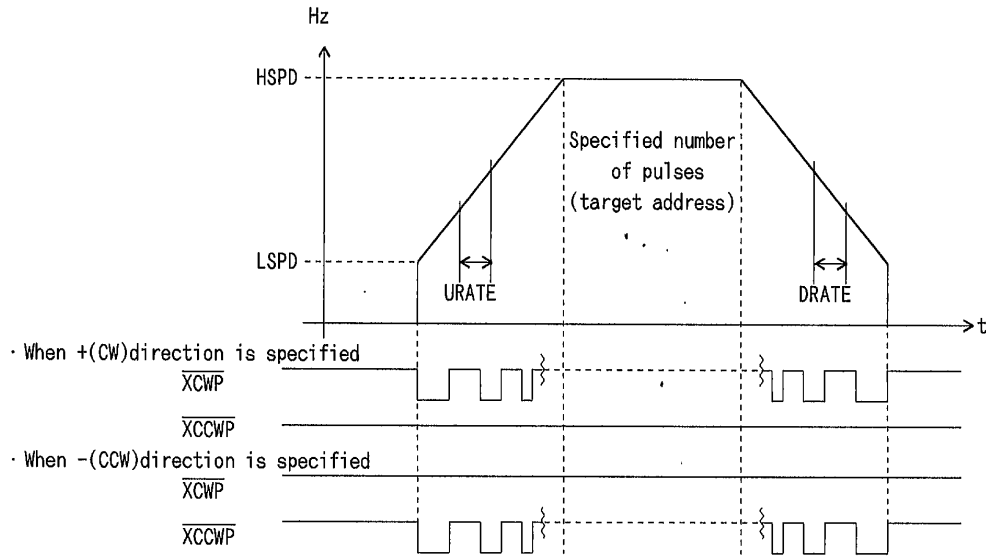 Hz
HSPD
Specified number
of pulses
(target address)
LSPD
URATE
DRATE
t
· When +(CW)direction is specified
XCWP
XCCWP
· When -(CCW)direction is specified
XCWP
XCCWP